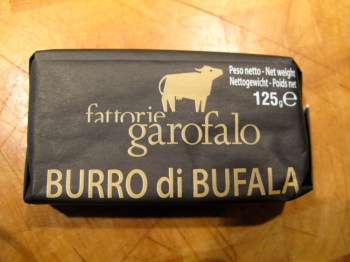 Peso netto - Net weight
Nettogewicht - Poids net
125g℮
fattorie
garofalo
BURRO di BUFALA